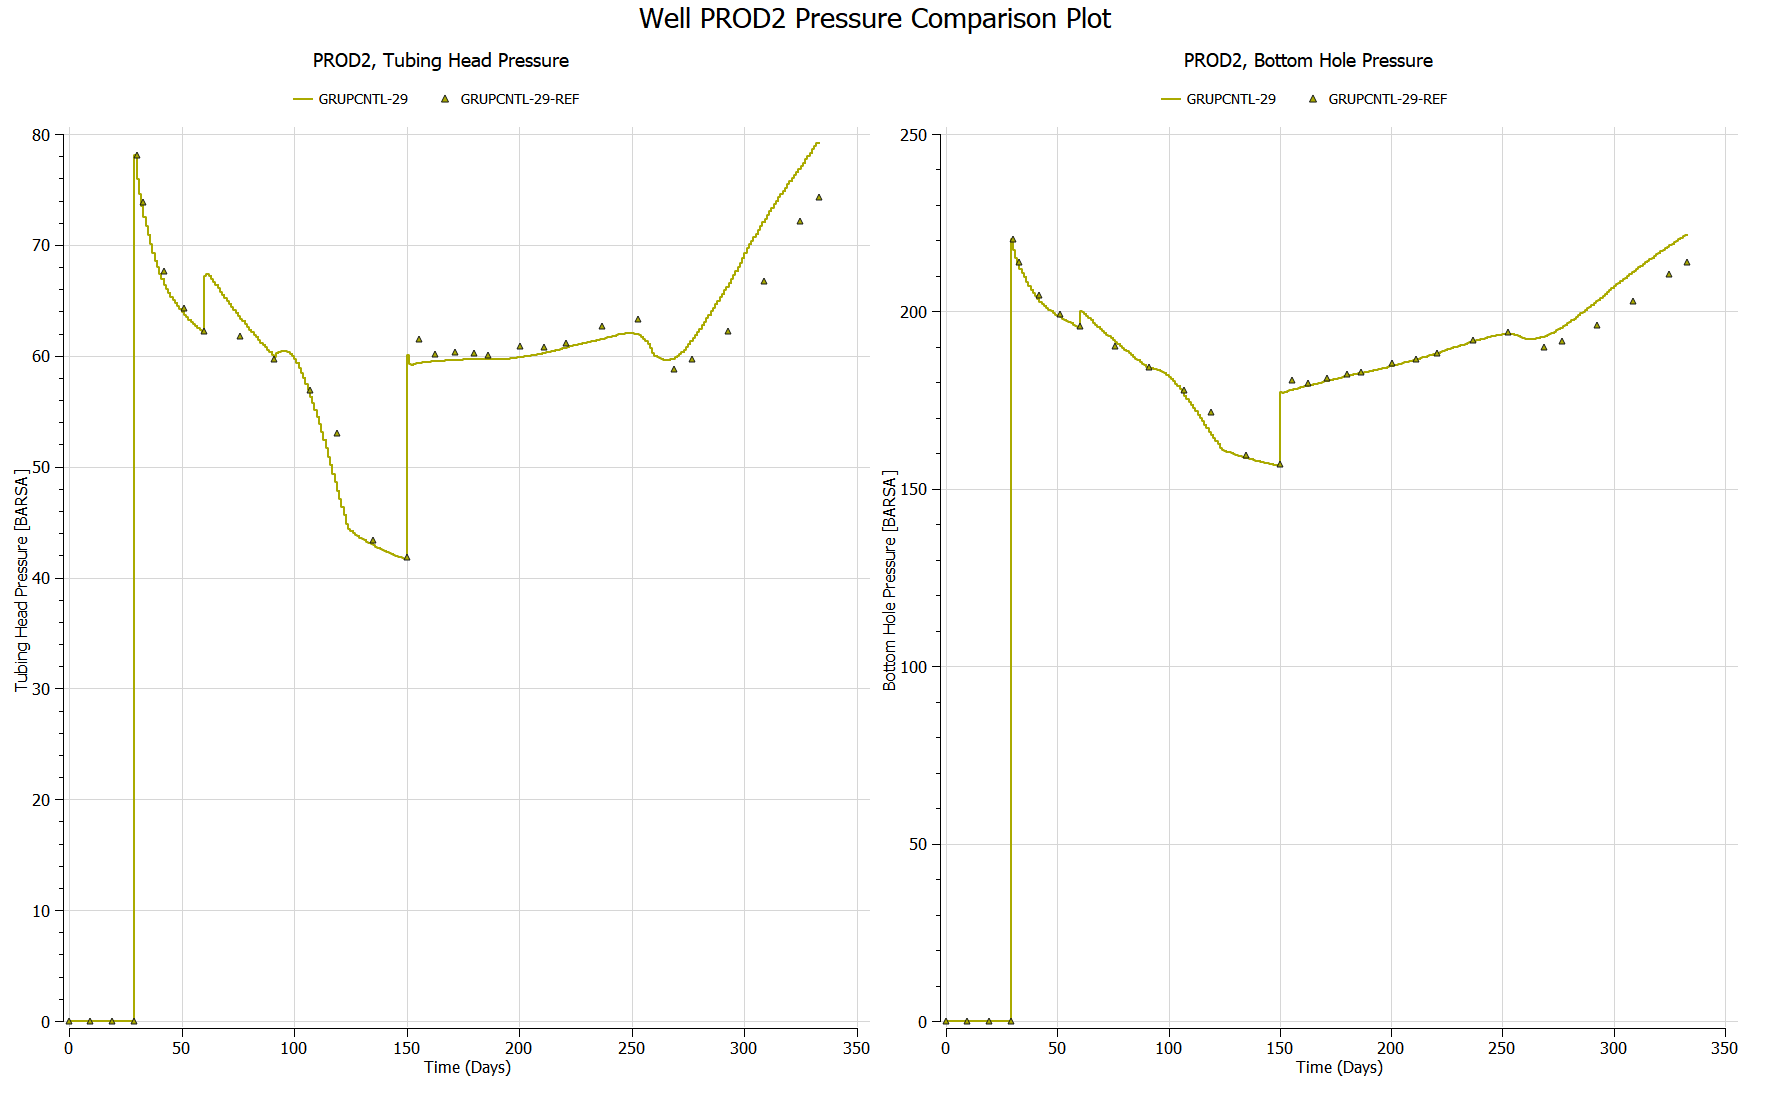 Well PROD2 Pressure Comparison Plot
PROD2, Tubing Head Pressure
GRUPCNTL-29 GRUPCNTL-29-REF
80
70
60
50
40
30
20
10
0
Tubing Head Pressure [BARSA]
0 50 100 150 200 250 300 350
Time (Days)
PROD2, Bottom Hole Pressure
GRUPCNTL-29 GRUPCNTL-29-REF
250
200
150
100
50
0
Bottom Hole Pressure [BARSA]
0 50 100 150 200 250 300 350
Time (Days)